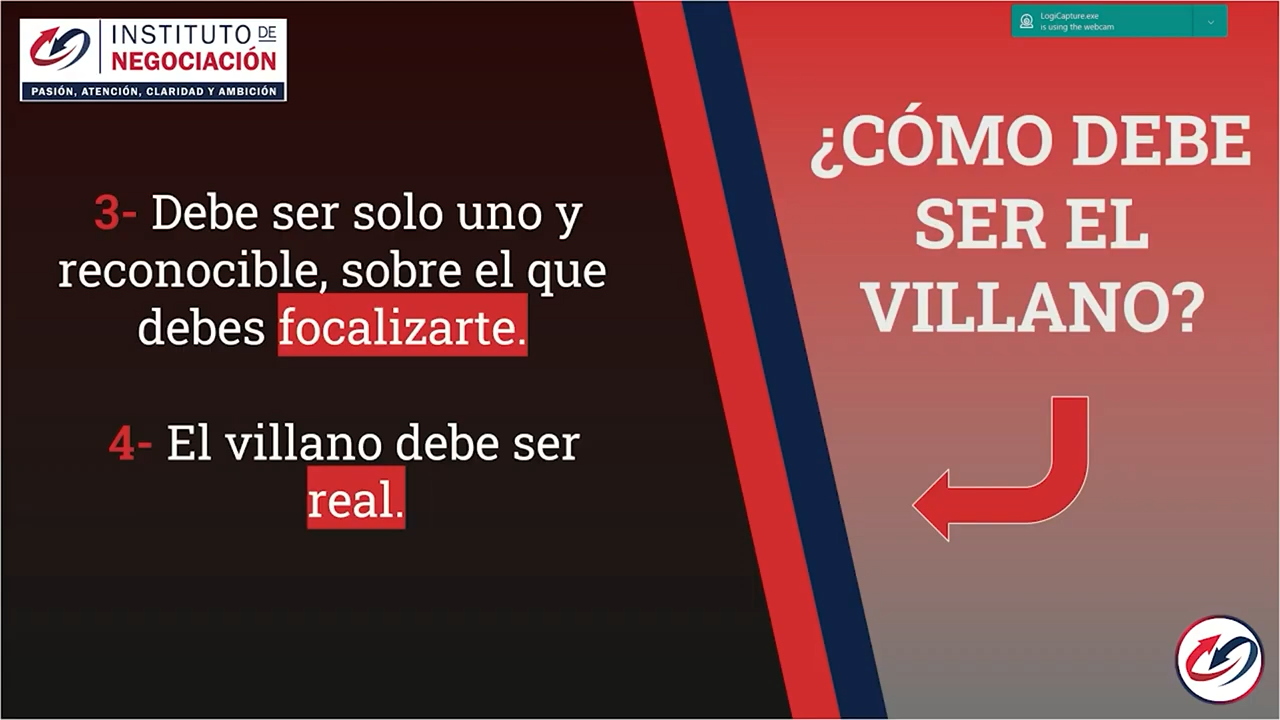 INSTITUTO DE
NEGOCIACIÓN
PASIÓN, ATENCIÓN, CLARIDAD Y AMBICIÓN
LogiCapture.exe
is using the webcam
¿CÓMO DEBE
SER EL
VILLANO?
3- Debe ser solo uno y
reconocible, sobre el que
debes focalizarte.
4- El villano debe ser
real.